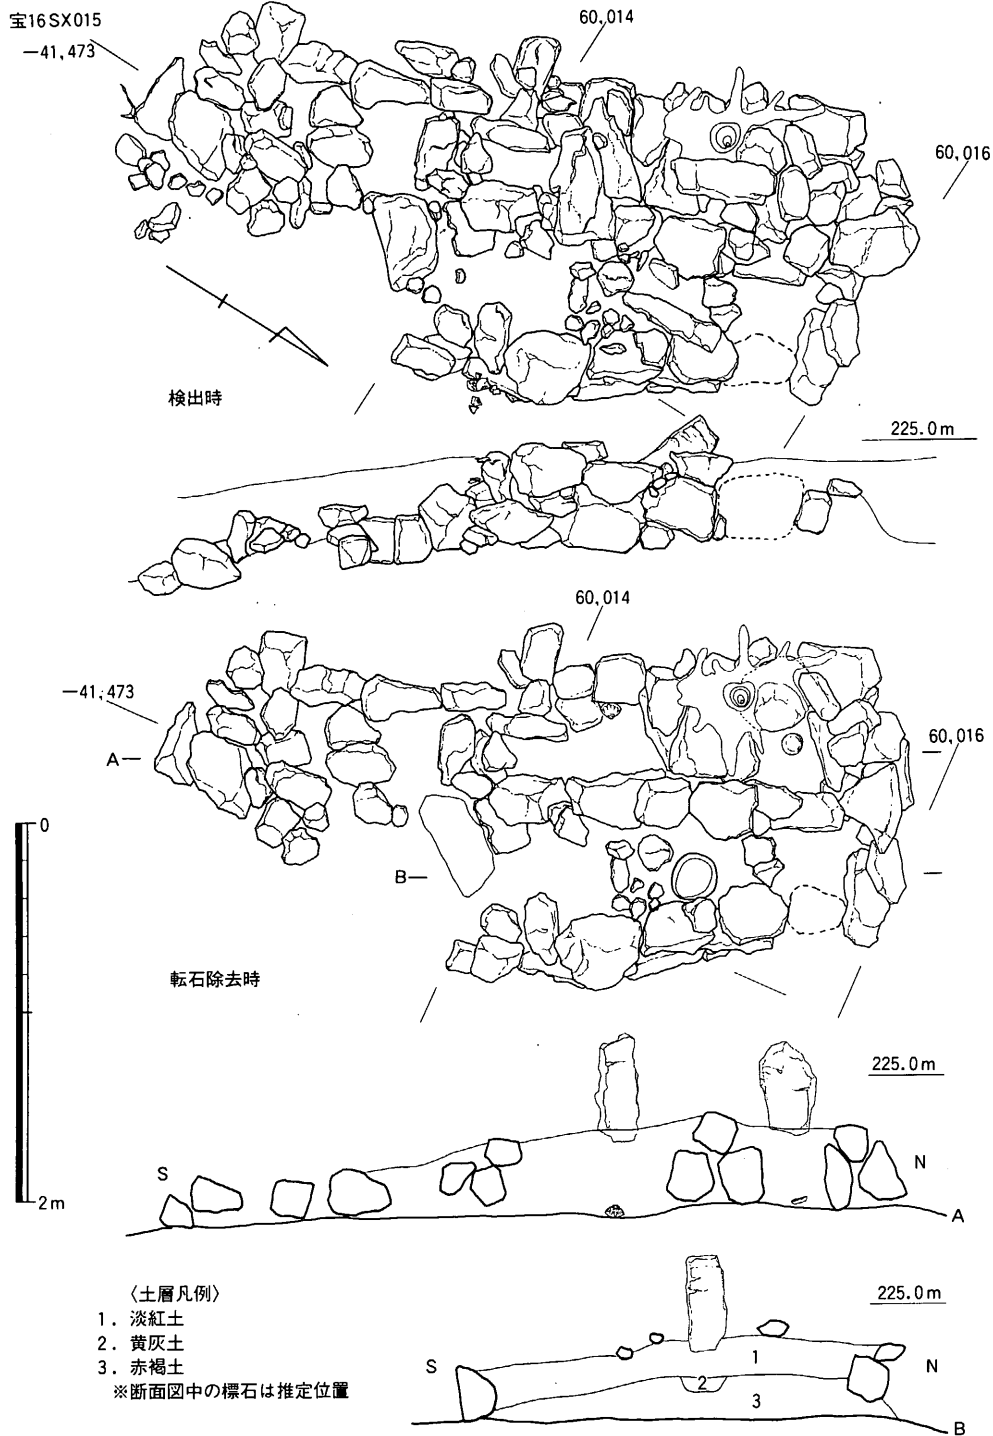 宝16SX015
−41,473
60,014
60,016
検出時
225.0m
60,014
−41,473
A−
60,016
0
B−
転石除去時
225.0m
S
N
2m
A
〈土層凡例〉
1. 淡紅土
2. 黄灰土
3. 赤褐土
※断面図中の標石は推定位置
225.0m
S
1
N
2
3
B